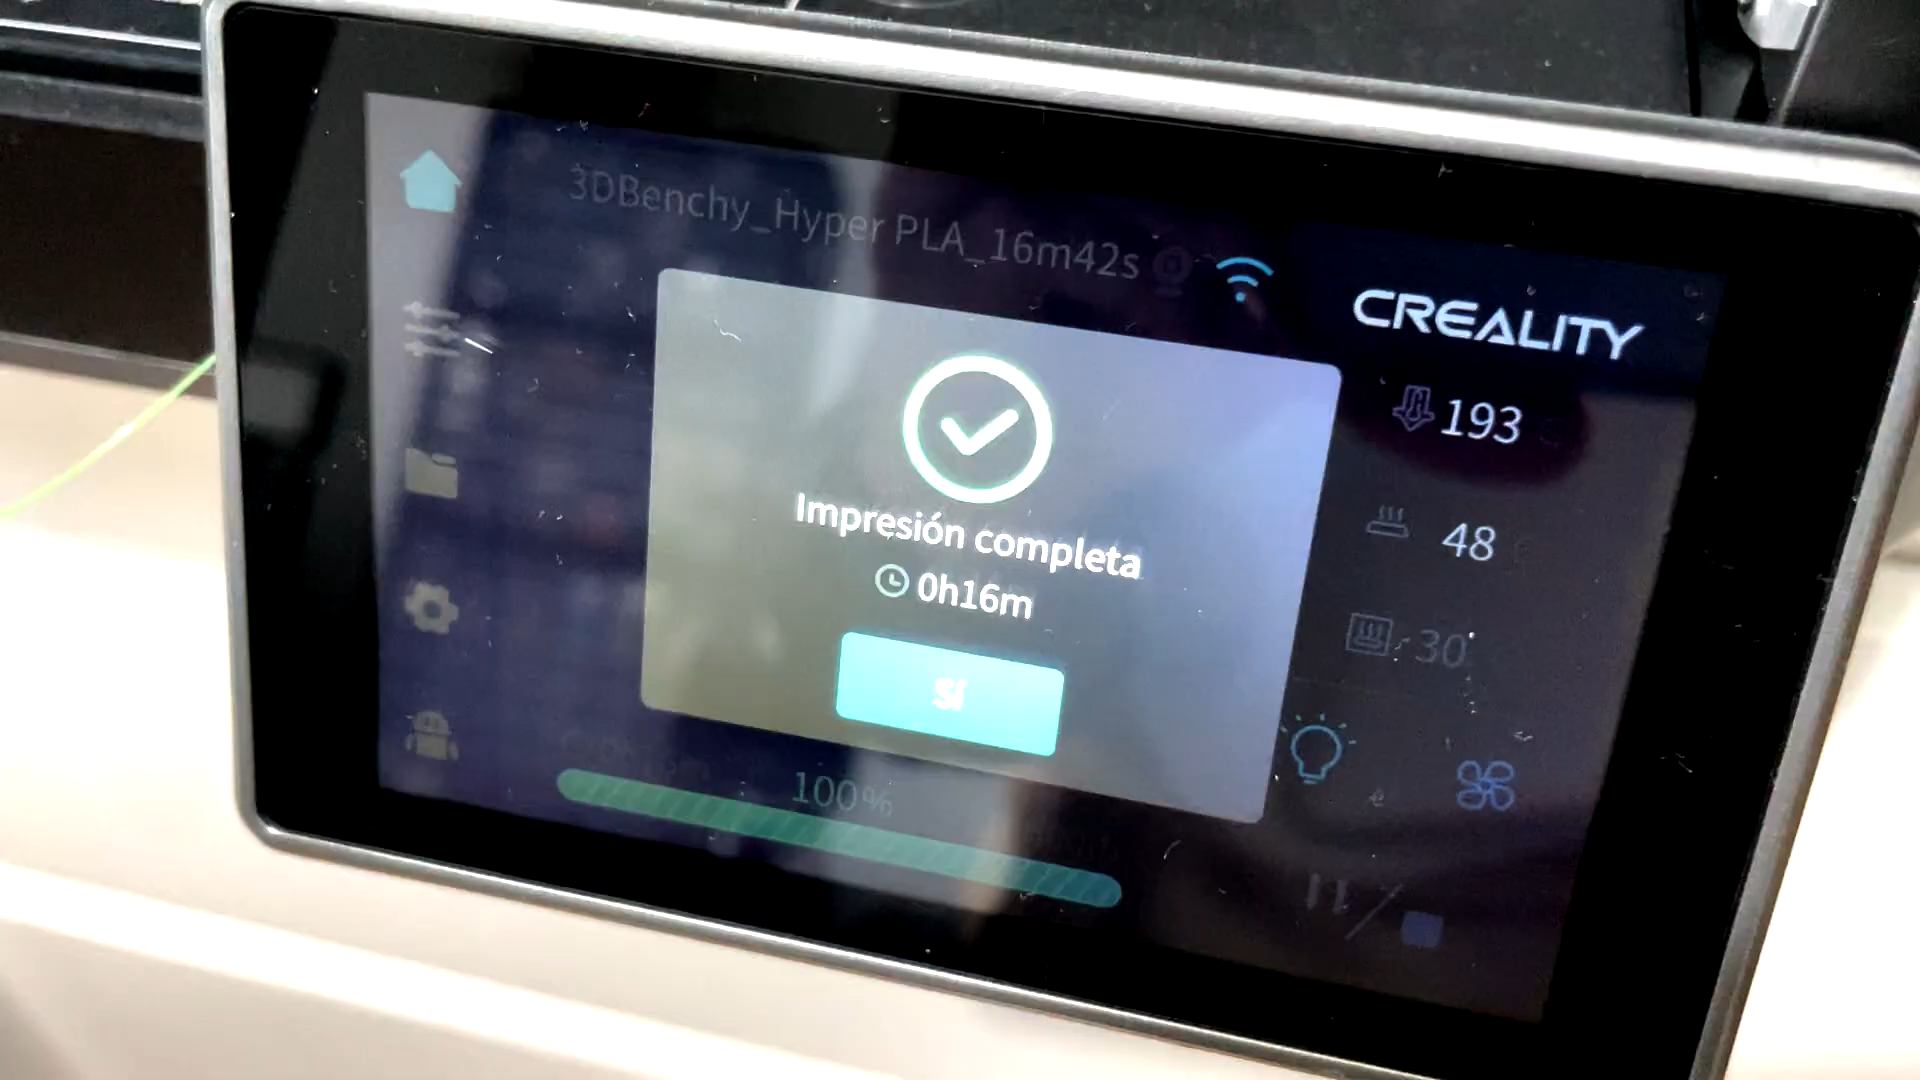 3DBenchy_Hyper PLA_16m42s
CREALITY
193
48
30
Impresión completa
0h16m
Sí
100%